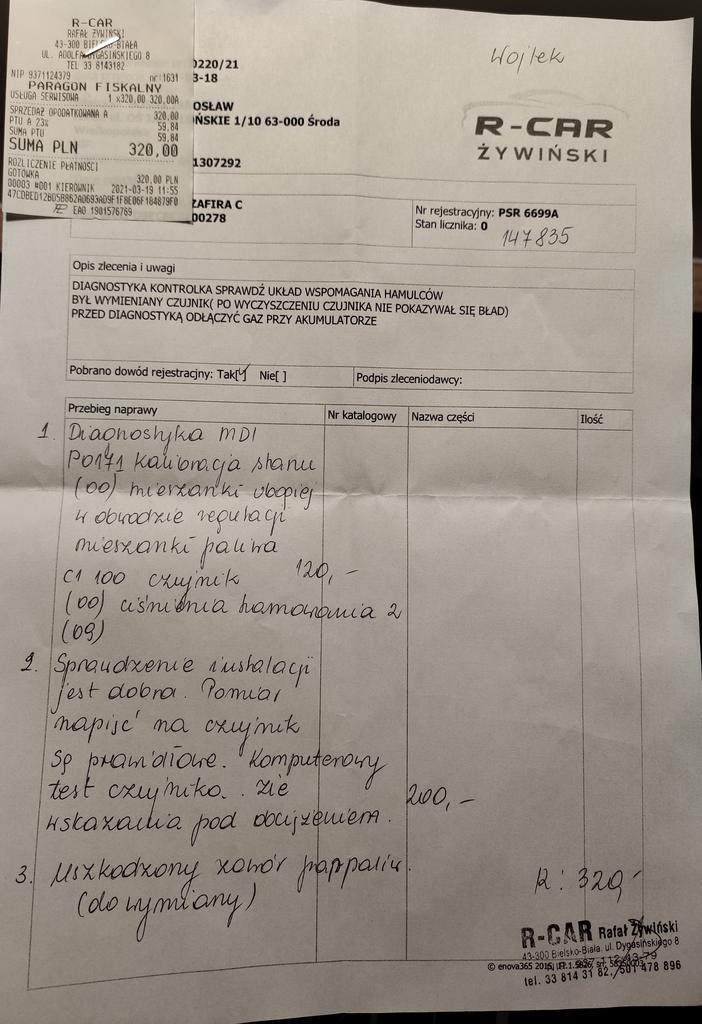 R-CAR
RAFAŁ ŻYWIŃSKI
43-300 BIELSKO-BIAŁA
UL. ADOLFA DYGASIŃSKIEGO 8
TEL 33 8143182
NIP 9371124379 nr:1631
PARAGON FISKALNY
USŁUGA SERWISOWA 1 x320,00 320,00A
SPRZEDAŻ OPODATKOWANA A 320,00
PTU A 23% 59,84
SUMA PTU 59,84
SUMA PLN 320,00
ROZLICZENIE PŁATNOŚCI
GOTÓWKA 320,00 PLN
00003 #001 KIEROWNIK 2021-03-19 11:55
EAO 1901576769
0220/21
3-18
OSŁAW
ŃSKIE 1/10 63-000 Środa
1307292
Wojtek
R-CAR
ŻYWIŃSKI
ZAFIRA C
00278
Nr rejestracyjny: PSR 6699A
Stan licznika: 0
147835
Opis zlecenia i uwagi
DIAGNOSTYKA KONTROLKA SPRAWDŹ UKŁAD WSPOMAGANIA HAMULCÓW
BYŁ WYMIENIANY CZUJNIK( PO WYCZYSZCZENIU CZUJNIKA NIE POKAZYWAŁ SIĘ BŁAD)
PRZED DIAGNOSTYKĄ ODŁĄCZYĆ GAZ PRZY AKUMULATORZE
Pobrano dowód rejestracjny: Tak[√] Nie[ ]
Podpis zleceniodawcy:
Przebieg naprawy Nr katalogowy Nazwa części Ilość
1. Diagnostyka MDI
P0171 Kalibracja stanu
(00) mieszanki ubogiej
w obwodzie regulacji
mieszanki paliwa
C1100 czujnik 120,-
(00) ciśnienia hamowania 2
(09)
2. Sprawdzenie instalacji
jest dobra. Pomiar
napięć na czujnik
są prawidłowe. Komputerowy
test czujnika. Złe 200,-
wskazania pod obciążeniem.
3. Uszkodzony zawór pappaliw.
(do wymiany)
R: 320,-
R-CAR Rafał Żywiński
43-300 Bielsko-Biała, ul. Dygasińskiego 8
© enova365
tel. 33 814 31 82, 501 478 896